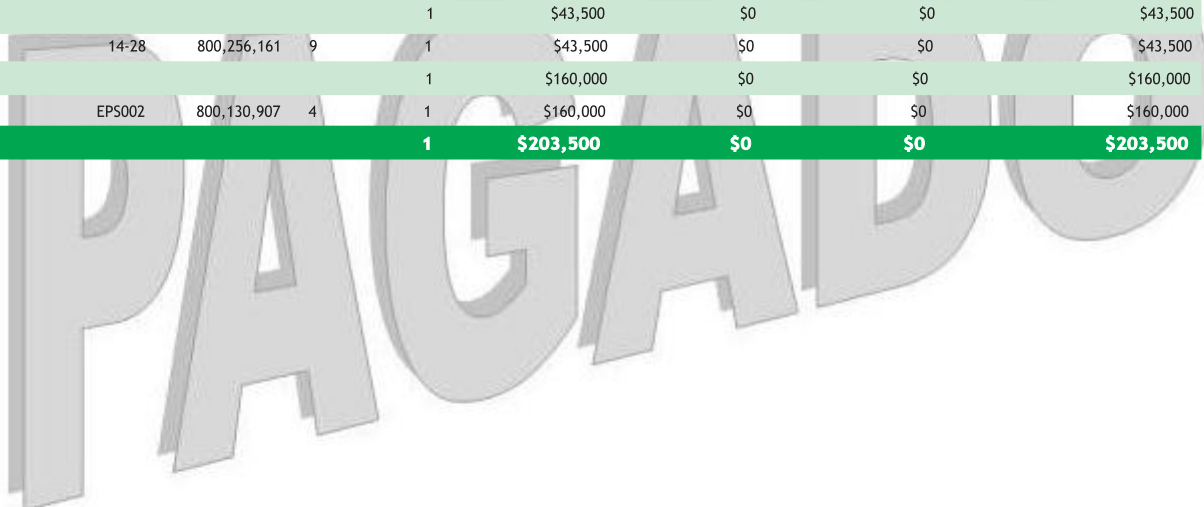 1 $43,500 $0 $0 $43,500
14-28 800,256,161 9 1 $43,500 $0 $0 $43,500
1 $160,000 $0 $0 $160,000
EPS002 800,130,907 4 1 $160,000 $0 $0 $160,000
1 $203,500 $0 $0 $203,500
PAGADO